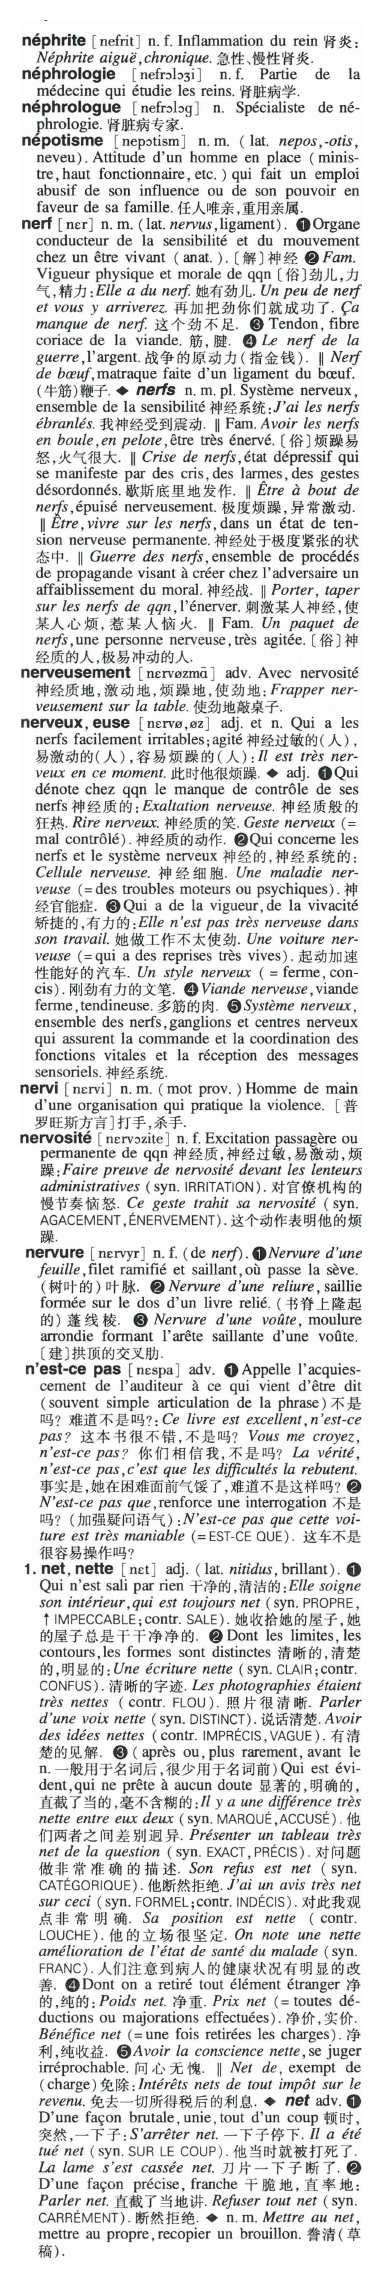 néphrite [nefrit] n. f. Inflammation du rein 肾炎:
Néphrite aiguë, chronique. 急性、慢性肾炎.
néphrologie [nefrɔlɔʒi] n. f. Partie de la
médecine qui étudie les reins. 肾脏病学.
néphrologue [nefrɔlɔg] n. Spécialiste de né-
phrologie. 肾脏病专家.
népotisme [nepɔtism] n. m. (lat. nepos, -otis,
neveu). Attitude d'un homme en place (minis-
tre, haut fonctionnaire, etc.) qui fait un emploi
abusif de son influence ou de son pouvoir en
faveur de sa famille. 任人唯亲,重用亲属.
nerf [nɛr] n. m. (lat. nervus, ligament). ❶ Organe
conducteur de la sensibilité et du mouvement
chez un être vivant (anat.). 〔解〕神经 ❷ Fam.
Vigueur physique et morale de qqn〔俗〕劲儿,力
气,精力: Elle a du nerf. 她有劲儿. Un peu de nerf
et vous y arriverez. 再加把劲你们就成功了. Ça
manque de nerf. 这个劲不足. ❸ Tendon, fibre
coriace de la viande. 筋, 腱. ❹ Le nerf de la
guerre, l'argent. 战争的原动力(指金钱). ‖ Nerf
de bœuf, matraque faite d'un ligament du bœuf.
(牛筋)鞭子. ◆ nerfs n. m. pl. Système nerveux,
ensemble de la sensibilité 神经系统: J'ai les nerfs
ébranlés. 我神经受到震动. ‖ Fam. Avoir les nerfs
en boule, en pelote, être très énervé.〔俗〕烦躁易
怒,火气很大. ‖ Crise de nerfs, état dépressif qui
se manifeste par des cris, des larmes, des gestes
désordonnés. 歇斯底里地发作. ‖ Être à bout de
nerfs, épuisé nerveusement. 极度烦躁,异常激动.
‖ Être, vivre sur les nerfs, dans un état de ten-
sion nerveuse permanente. 神经处于极度紧张的状
态中. ‖ Guerre des nerfs, ensemble de procédés
de propagande visant à créer chez l'adversaire un
affaiblissement du moral. 神经战. ‖ Porter, taper
sur les nerfs de qqn, l'énerver. 刺激某人神经,使
某人心烦, 惹某人恼火. ‖ Fam. Un paquet de
nerfs, une personne nerveuse, très agitée.〔俗〕神
经质的人,极易冲动的人.
nerveusement [nɛrvøzmɑ̃] adv. Avec nervosité
神经质地,激动地,烦躁地,使劲地: Frapper ner-
veusement sur la table. 使劲地敲桌子.
nerveux, euse [nɛrvø, øz] adj. et n. Qui a les
nerfs facilement irritables; agité 神经过敏的(人),
易激动的(人),容易烦躁的(人): Il est très ner-
veux en ce moment. 此时他很烦躁. ◆ adj. ❶ Qui
dénote chez qqn le manque de contrôle de ses
nerfs 神经质的: Exaltation nerveuse. 神经质般的
狂热. Rire nerveux. 神经质的笑. Geste nerveux (=
mal contrôlé). 神经质的动作. ❷ Qui concerne les
nerfs et le système nerveux 神经的,神经系统的:
Cellule nerveuse. 神经细胞. Une maladie ner-
veuse (= des troubles moteurs ou psychiques). 神
经官能症. ❸ Qui a de la vigueur, de la vivacité
矫捷的,有力的: Elle n'est pas très nerveuse dans
son travail. 她做工作不太使劲. Une voiture ner-
veuse (= qui a des reprises très vives). 起动加速
性能好的汽车. Un style nerveux (= ferme, con-
cis). 刚劲有力的文笔. ❹ Viande nerveuse, viande
ferme, tendineuse. 多筋的肉. ❺ Système nerveux,
ensemble des nerfs, ganglions et centres nerveux
qui assurent la commande et la coordination des
fonctions vitales et la réception des messages
sensoriels. 神经系统.
nervi [nɛrvi] n. m. (mot prov.) Homme de main
d'une organisation qui pratique la violence. [普
罗旺斯方言]打手,杀手.
nervosité [nɛrvozite] n. f. Excitation passagère ou
permanente de qqn 神经质,神经过敏,易激动,烦
躁: Faire preuve de nervosité devant les lenteurs
administratives (syn. IRRITATION). 对官僚机构的
慢节奏恼怒. Ce geste trahit sa nervosité (syn.
AGACEMENT, ÉNERVEMENT). 这个动作表明他的烦
躁.
nervure [nɛrvyr] n. f. (de nerf). ❶ Nervure d'une
feuille, filet ramifié et saillant, où passe la sève.
(树叶的)叶脉. ❷ Nervure d'une reliure, saillie
formée sur le dos d'un livre relié. (书脊上隆起
的) 蓬线棱. ❸ Nervure d'une voûte, moulure
arrondie formant l'arête saillante d'une voûte.
〔建〕拱顶的交叉肋.
n'est-ce pas [nɛspa] adv. ❶ Appelle l'acquies-
cement de l'auditeur à ce qui vient d'être dit
(souvent simple articulation de la phrase) 不是
吗? 难道不是吗?: Ce livre est excellent, n'est-ce
pas? 这本书很不错,不是吗? Vous me croyez,
n'est-ce pas? 你们相信我,不是吗? La vérité,
n'est-ce pas, c'est que les difficultés la rebutent.
事实是,她在困难面前气馁了,难道不是这样吗? ❷
N'est-ce pas que, renforce une interrogation 不是
吗? (加强疑问语气): N'est-ce pas que cette voi-
ture est très maniable (= EST-CE QUE). 这车不是
很容易操作吗?
1. net, nette [nɛt] adj. (lat. nitidus, brillant). ❶
Qui n'est sali par rien 干净的,清洁的: Elle soigne
son intérieur, qui est toujours net (syn. PROPRE,
↑ IMPECCABLE; contr. SALE). 她收拾她的屋子,她
的屋子总是干干净净的. ❷ Dont les limites, les
contours, les formes sont distinctes 清晰的,清楚
的,明显的: Une écriture nette (syn. CLAIR; contr.
CONFUS). 清晰的字迹. Les photographies étaient
très nettes (contr. FLOU). 照片很清晰. Parler
d'une voix nette (syn. DISTINCT). 说话清楚. Avoir
des idées nettes (contr. IMPRÉCIS, VAGUE). 有清
楚的见解. ❸ (après ou, plus rarement, avant le
n. 一般用于名词后,很少用于名词前) Qui est évi-
dent, qui ne prête à aucun doute 显著的,明确的,
直截了当的,毫不含糊的: Il y a une différence très
nette entre eux deux (syn. MARQUÉ, ACCUSÉ). 他
们两者之间差别迥异. Présenter un tableau très
net de la question (syn. EXACT, PRÉCIS). 对问题
做非常准确的描述. Son refus est net (syn.
CATÉGORIQUE). 他断然拒绝. J'ai un avis très net
sur ceci (syn. FORMEL; contr. INDÉCIS). 对此我观
点非常明确. Sa position est nette (contr.
LOUCHE). 他的立场很坚定. On note une nette
amélioration de l'état de santé du malade (syn.
FRANC). 人们注意到病人的健康状况有明显的改
善. ❹ Dont on a retiré tout élément étranger 净
的,纯的: Poids net. 净重. Prix net (= toutes dé-
ductions ou majorations effectuées). 净价,实价.
Bénéfice net (= une fois retirées les charges). 净
利,纯收益. ❺ Avoir la conscience nette, se juger
irréprochable. 问心无愧. ‖ Net de, exempt de
(charge) 免除: Intérêts nets de tout impôt sur le
revenu. 免去一切所得税后的利息. ◆ net adv. ❶
D'une façon brutale, unie, tout d'un coup 顿时,
突然,一下子: S'arrêter net. 一下子停下. Il a été
tué net (syn. SUR LE COUP). 他当时就被打死了.
La lame s'est cassée net. 刀片一下子断了. ❷
D'une façon précise, franche 干脆地, 直率地:
Parler net. 直截了当地讲. Refuser tout net (syn.
CARRÉMENT). 断然拒绝. ◆ n. m. Mettre au net,
mettre au propre, recopier un brouillon. 誊清(草
稿).